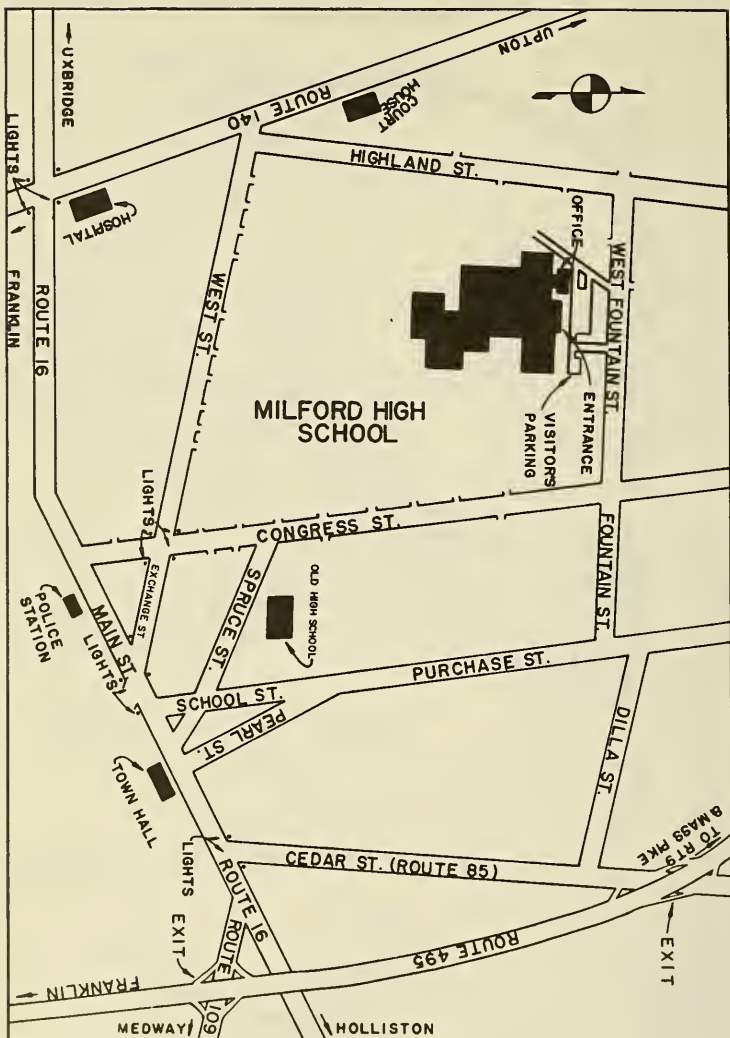 UPTON
UXBRIDGE
ROUTE 140
COURT
HOUSE
LIGHTS
HOSPITAL
HIGHLAND ST.
OFFICE
WEST FOUNTAIN ST.
FRANKLIN
ROUTE 16
WEST ST.
ENTRANCE
VISITOR'S
PARKING
MILFORD HIGH
SCHOOL
LIGHTS
CONGRESS ST.
FOUNTAIN ST.
EXCHANGE ST
SPRUCE ST.
OLD HIGH SCHOOL
POLICE
STATION
MAIN ST.
LIGHTS
SCHOOL ST.
PURCHASE ST.
PEARL ST.
DILLA ST.
TOWN HALL
TO RT 9
& MASS PIKE
CEDAR ST. (ROUTE 85)
LIGHTS
ROUTE 16
EXIT
EXIT
ROUTE 495
ROUTE 109
FRANKLIN
MEDWAY
HOLLISTON